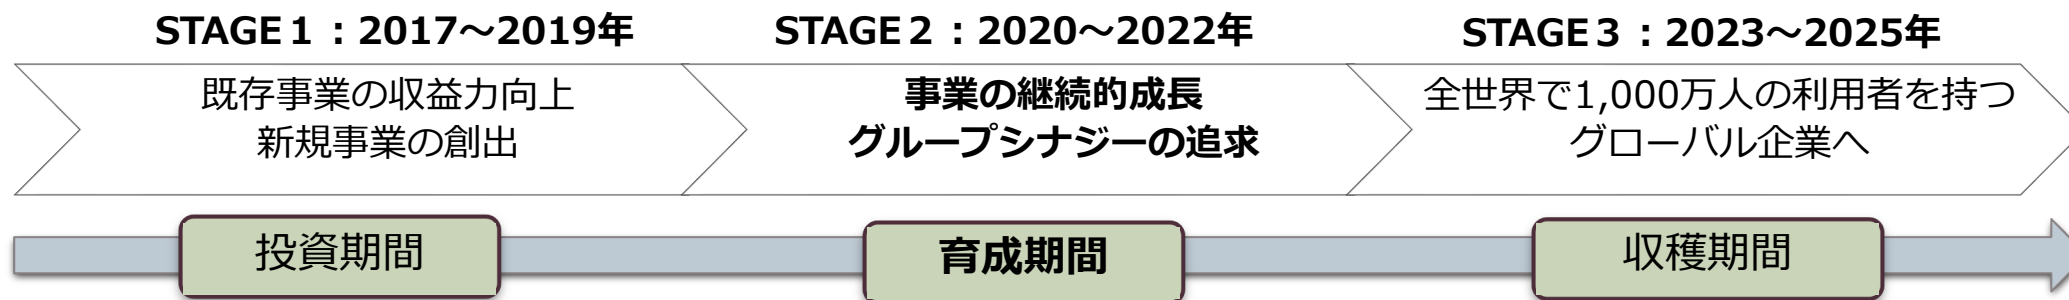 STAGE１：2017～2019年
既存事業の収益力向上
新規事業の創出
投資期間
STAGE２：2020～2022年
事業の継続的成長
グループシナジーの追求
育成期間
STAGE３：2023～2025年
全世界で1,000万人の利用者を持つ
グローバル企業へ
収穫期間